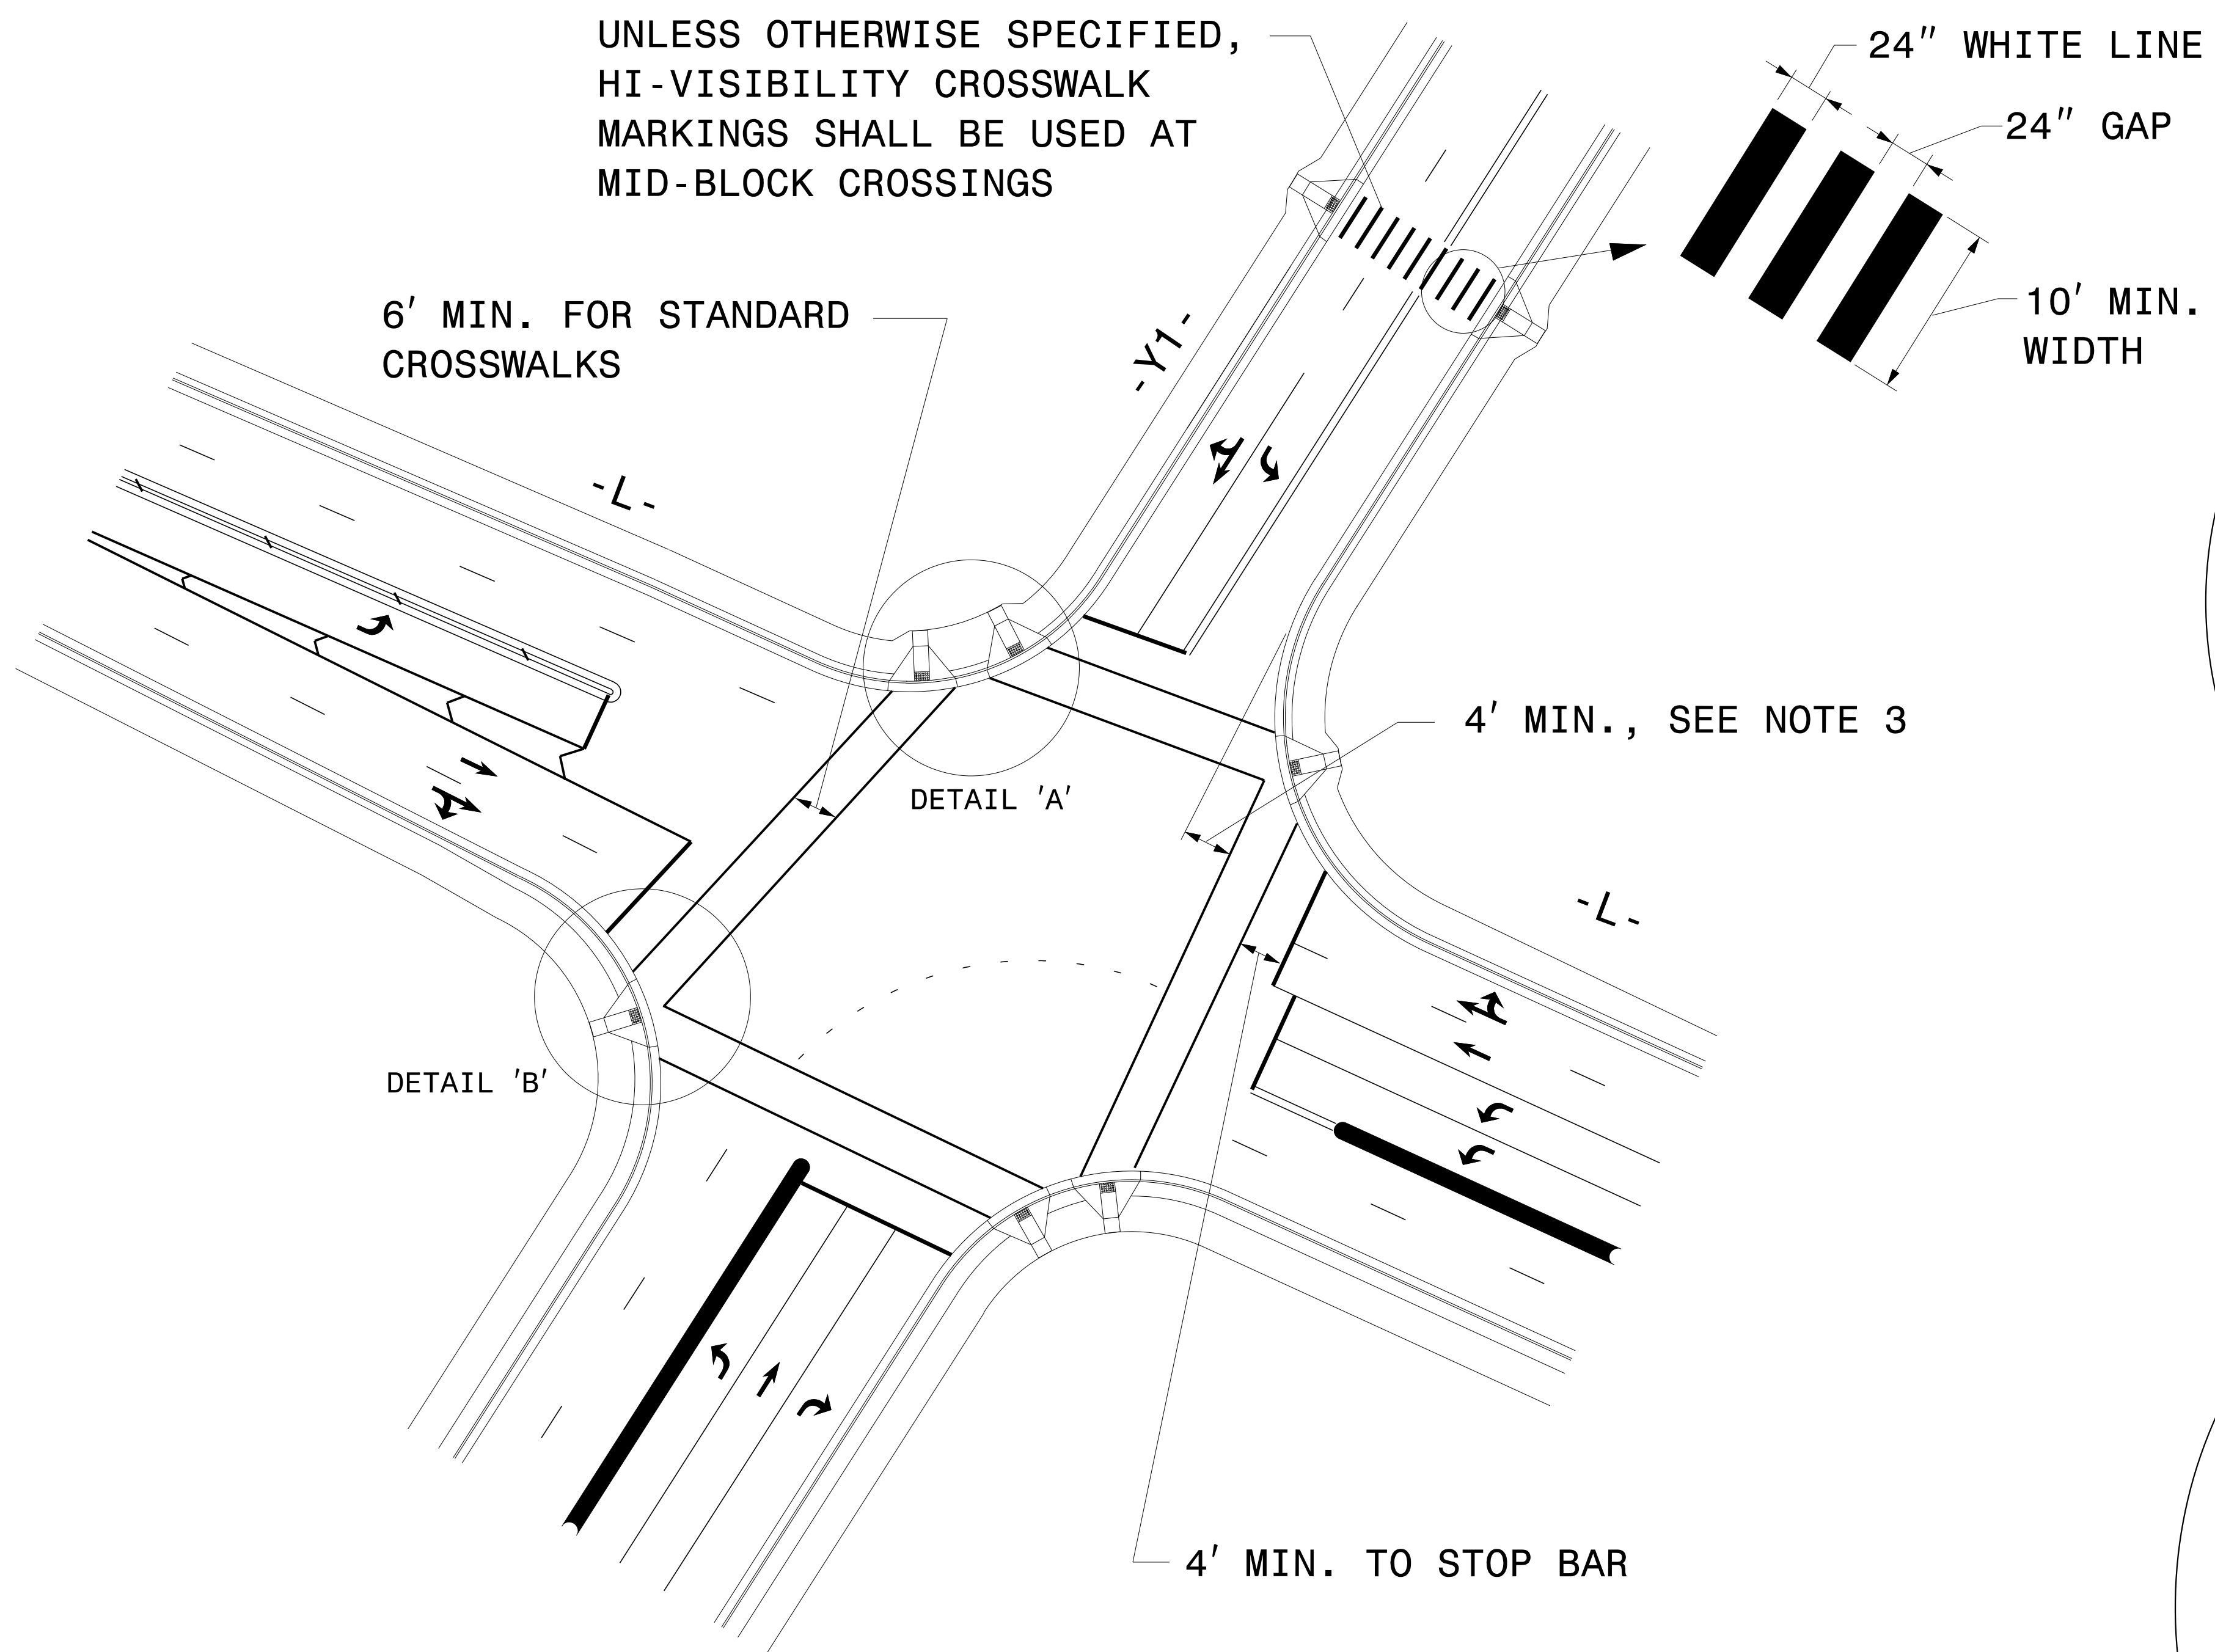 UNLESS OTHERWISE SPECIFIED,
HI-VISIBILITY CROSSWALK
MARKINGS SHALL BE USED AT
MID-BLOCK CROSSINGS
24" WHITE LINE
24" GAP
10' MIN.
WIDTH
6' MIN. FOR STANDARD
CROSSWALKS
-Y1-
-L-
4' MIN., SEE NOTE 3
DETAIL 'A'
-L-
DETAIL 'B'
4' MIN. TO STOP BAR